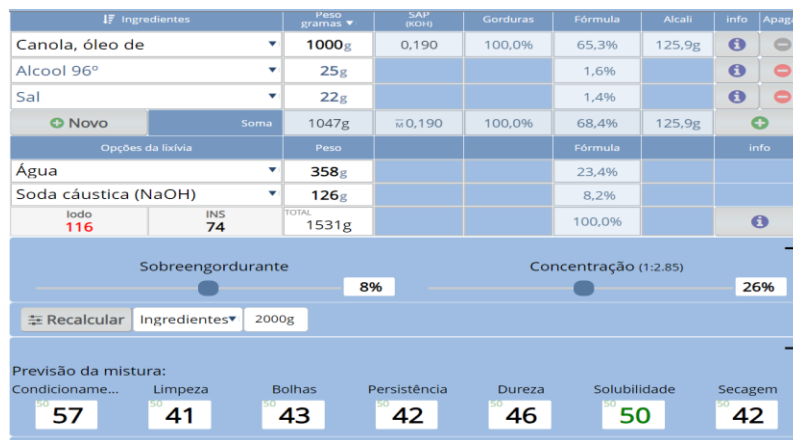 Ingredientes Peso gramas ▼ SAP (KOH) Gorduras Fórmula Alcali info Apaga
Canola, óleo de ▼ 1000g 0,190 100,0% 65,3% 125,9g
Alcool 96º ▼ 25g 1,6%
Sal ▼ 22g 1,4%
Novo Soma 1047g M 0,190 100,0% 68,4% 125,9g
Opções da lixívia Peso Fórmula info
Água ▼ 358g 23,4%
Soda cáustica (NaOH) ▼ 126g 8,2%
Iodo 116 INS 74 TOTAL 1531g 100,0%
Sobreengordurante Concentração (1:2.85)
8% 26%
Recalcular Ingredientes▼ 2000g
Previsão da mistura:
Condicioname... Limpeza Bolhas Persistência Dureza Solubilidade Secagem
50 57 41 50 43 50 42 50 46 50 50 50 42